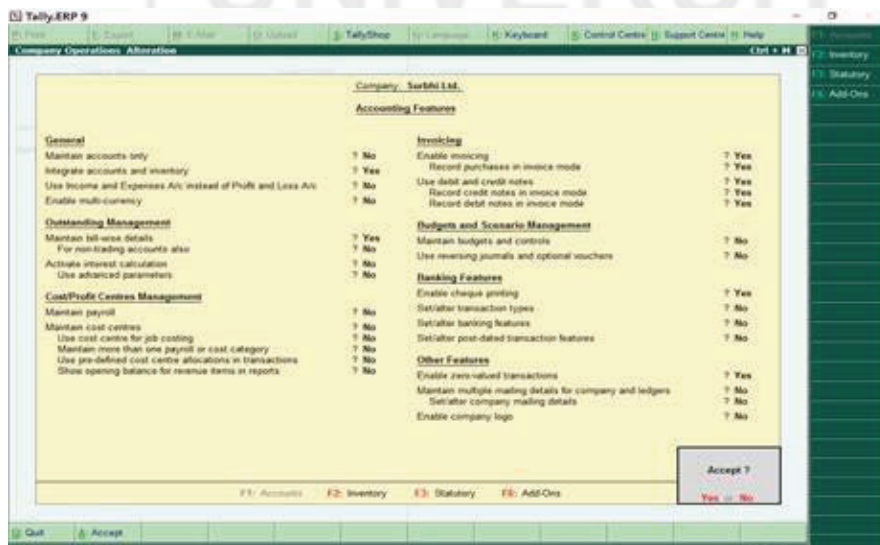 Tally.ERP 9
P: Print E: Export M: E-Mail O: Upload S: TallyShop G: Language K: Keyboard K: Control Centre H: Support Centre H: Help
Company Operations Alteration Ctrl + M
F1: Accounts
F2: Inventory
F3: Statutory
F6: Add-Ons
Company: Surbhi Ltd.
Accounting Features
General
Maintain accounts only ? No
Integrate accounts and inventory ? Yes
Use Income and Expenses A/c instead of Profit and Loss A/c ? No
Enable multi-currency ? No
Outstanding Management
Maintain bill-wise details ? Yes
For non-trading accounts also ? No
Activate interest calculation ? No
Use advanced parameters ? No
Cost/Profit Centres Management
Maintain payroll ? No
Maintain cost centres ? No
Use cost centre for job costing ? No
Maintain more than one payroll or cost category ? No
Use pre-defined cost centre allocations in transactions ? No
Show opening balance for revenue items in reports ? No
Invoicing
Enable invoicing ? Yes
Record purchases in invoice mode ? Yes
Use debit and credit notes ? Yes
Record credit notes in invoice mode ? Yes
Record debit notes in invoice mode ? Yes
Budgets and Scenario Management
Maintain budgets and controls ? No
Use reversing journals and optional vouchers ? No
Banking Features
Enable cheque printing ? Yes
Set/alter transaction types ? No
Set/alter banking features ? No
Set/alter post-dated transaction features ? No
Other Features
Enable zero-valued transactions ? Yes
Maintain multiple mailing details for company and ledgers ? No
Set/alter company mailing details ? No
Enable company logo ? No
F1: Accounts F2: Inventory F3: Statutory F6: Add-Ons
Accept ?
Yes or No
Q: Quit A: Accept